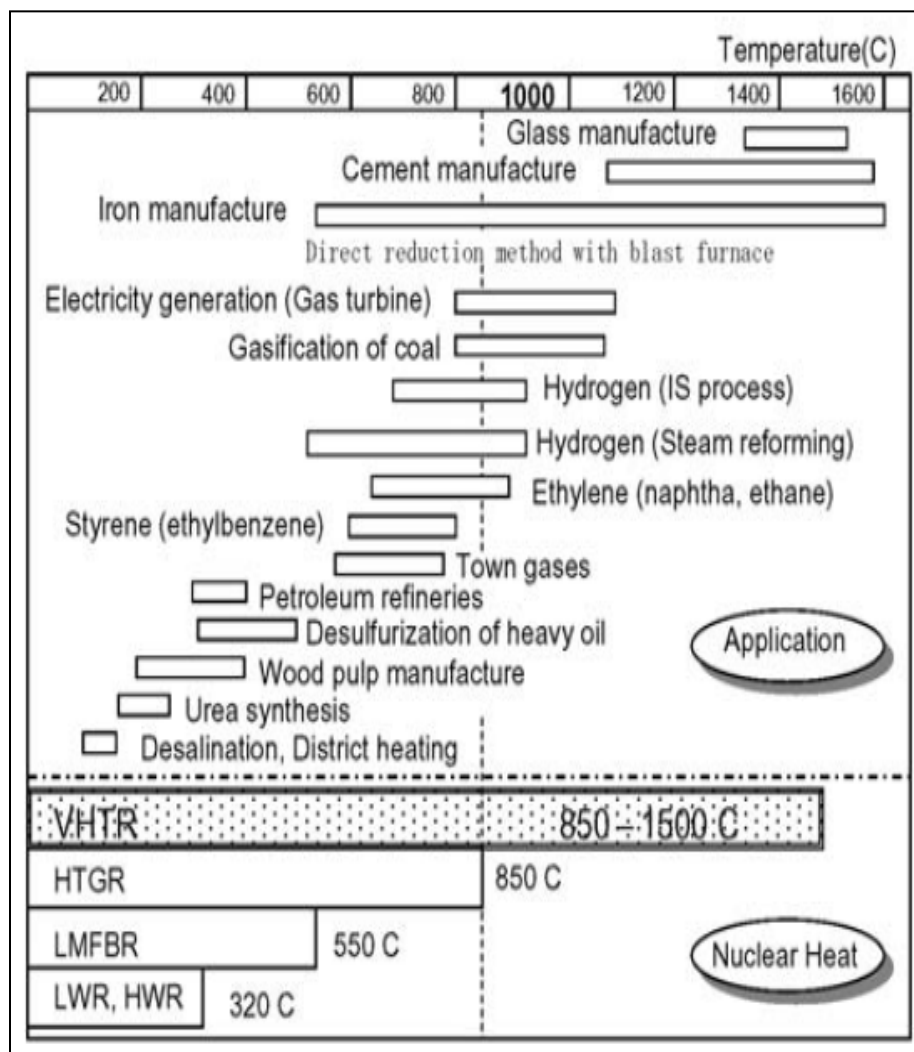 Temperature(C)
200 400 600 800 1000 1200 1400 1600
Glass manufacture
Cement manufacture
Iron manufacture
Direct reduction method with blast furnace
Electricity generation (Gas turbine)
Gasification of coal
Hydrogen (IS process)
Hydrogen (Steam reforming)
Ethylene (naphtha, ethane)
Styrene (ethylbenzene)
Town gases
Petroleum refineries
Desulfurization of heavy oil
Application
Wood pulp manufacture
Urea synthesis
Desalination, District heating
VHTR 850 – 1500 C
HTGR 850 C
LMFBR 550 C
Nuclear Heat
LWR, HWR 320 C